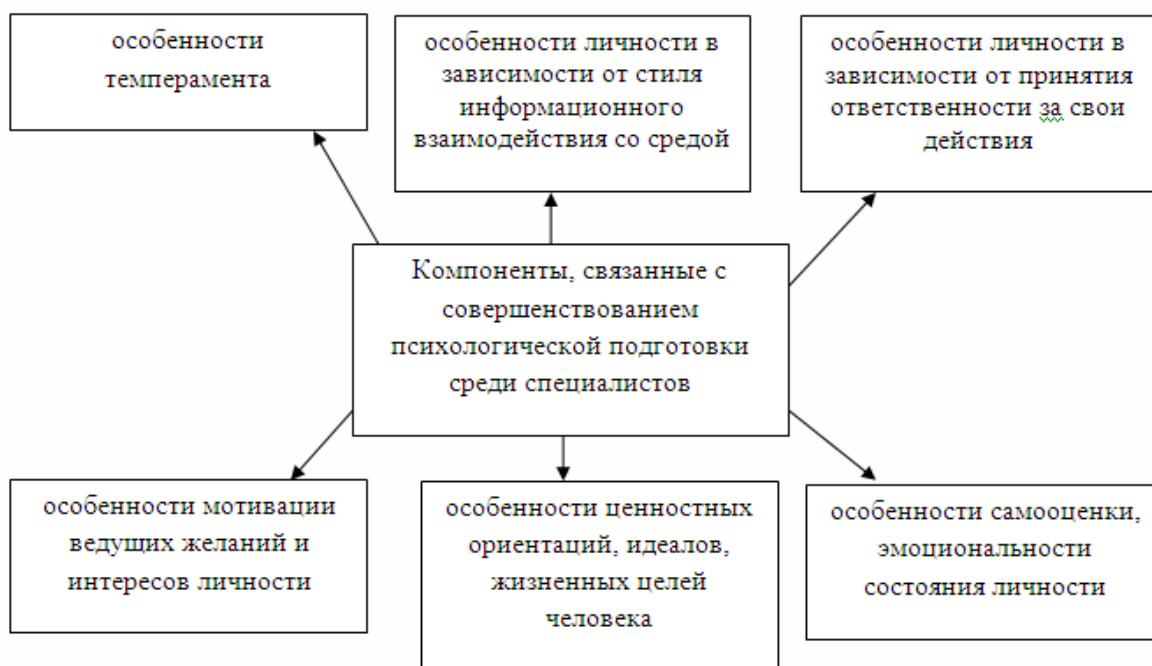 особенности
темперамента
особенности личности в
зависимости от стиля
информационного
взаимодействия со средой
особенности личности в
зависимости от принятия
ответственности за свои
действия
Компоненты, связанные с
совершенствованием
психологической подготовки
среди специалистов
особенности мотивации
ведущих желаний и
интересов личности
особенности ценностных
ориентаций, идеалов,
жизненных целей
человека
особенности самооценки,
эмоциональности
состояния личности